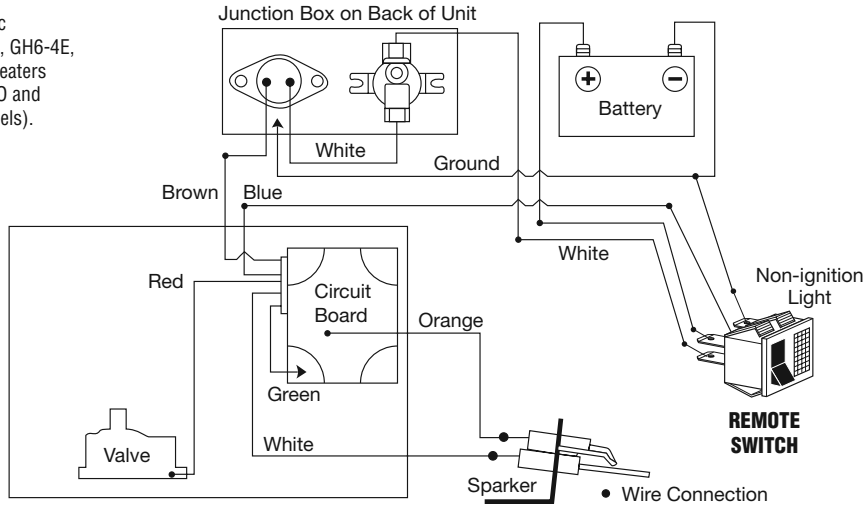 Junction Box on Back of Unit
, GH6-4E,
eaters
and
els).
+
−
Battery
White
Ground
Brown
Blue
White
Red
Circuit
Board
Non-ignition
Light
Orange
Green
REMOTE
SWITCH
White
Valve
Sparker
Wire Connection